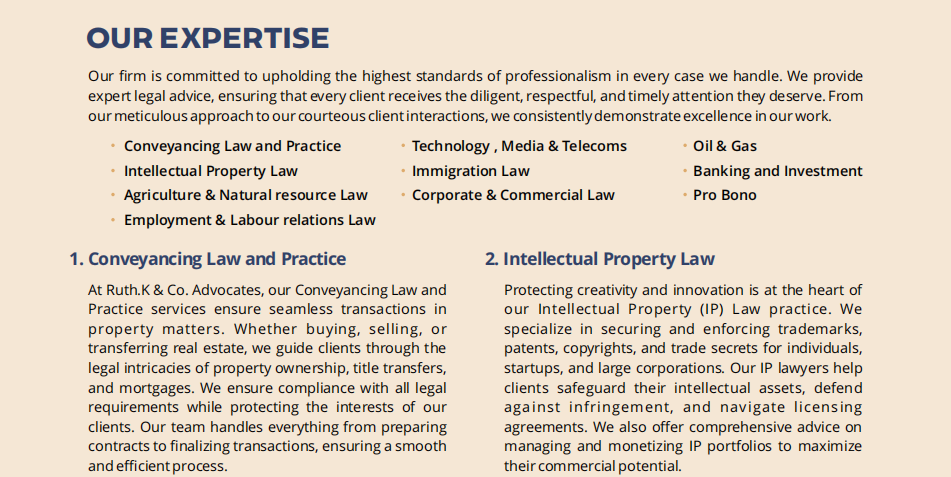 OUR EXPERTISE
Our firm is committed to upholding the highest standards of professionalism in every case we handle. We provide
expert legal advice, ensuring that every client receives the diligent, respectful, and timely attention they deserve. From
our meticulous approach to our courteous client interactions, we consistently demonstrate excellence in our work.
• Conveyancing Law and Practice
• Intellectual Property Law
• Agriculture & Natural resource Law
• Employment & Labour relations Law
• Technology , Media & Telecoms
• Immigration Law
• Corporate & Commercial Law
• Oil & Gas
• Banking and Investment
• Pro Bono
1. Conveyancing Law and Practice
At Ruth.K & Co. Advocates, our Conveyancing Law and
Practice services ensure seamless transactions in
property matters. Whether buying, selling, or
transferring real estate, we guide clients through the
legal intricacies of property ownership, title transfers,
and mortgages. We ensure compliance with all legal
requirements while protecting the interests of our
clients. Our team handles everything from preparing
contracts to finalizing transactions, ensuring a smooth
and efficient process.
2. Intellectual Property Law
Protecting creativity and innovation is at the heart of
our Intellectual Property (IP) Law practice. We
specialize in securing and enforcing trademarks,
patents, copyrights, and trade secrets for individuals,
startups, and large corporations. Our IP lawyers help
clients safeguard their intellectual assets, defend
against infringement, and navigate licensing
agreements. We also offer comprehensive advice on
managing and monetizing IP portfolios to maximize
their commercial potential.